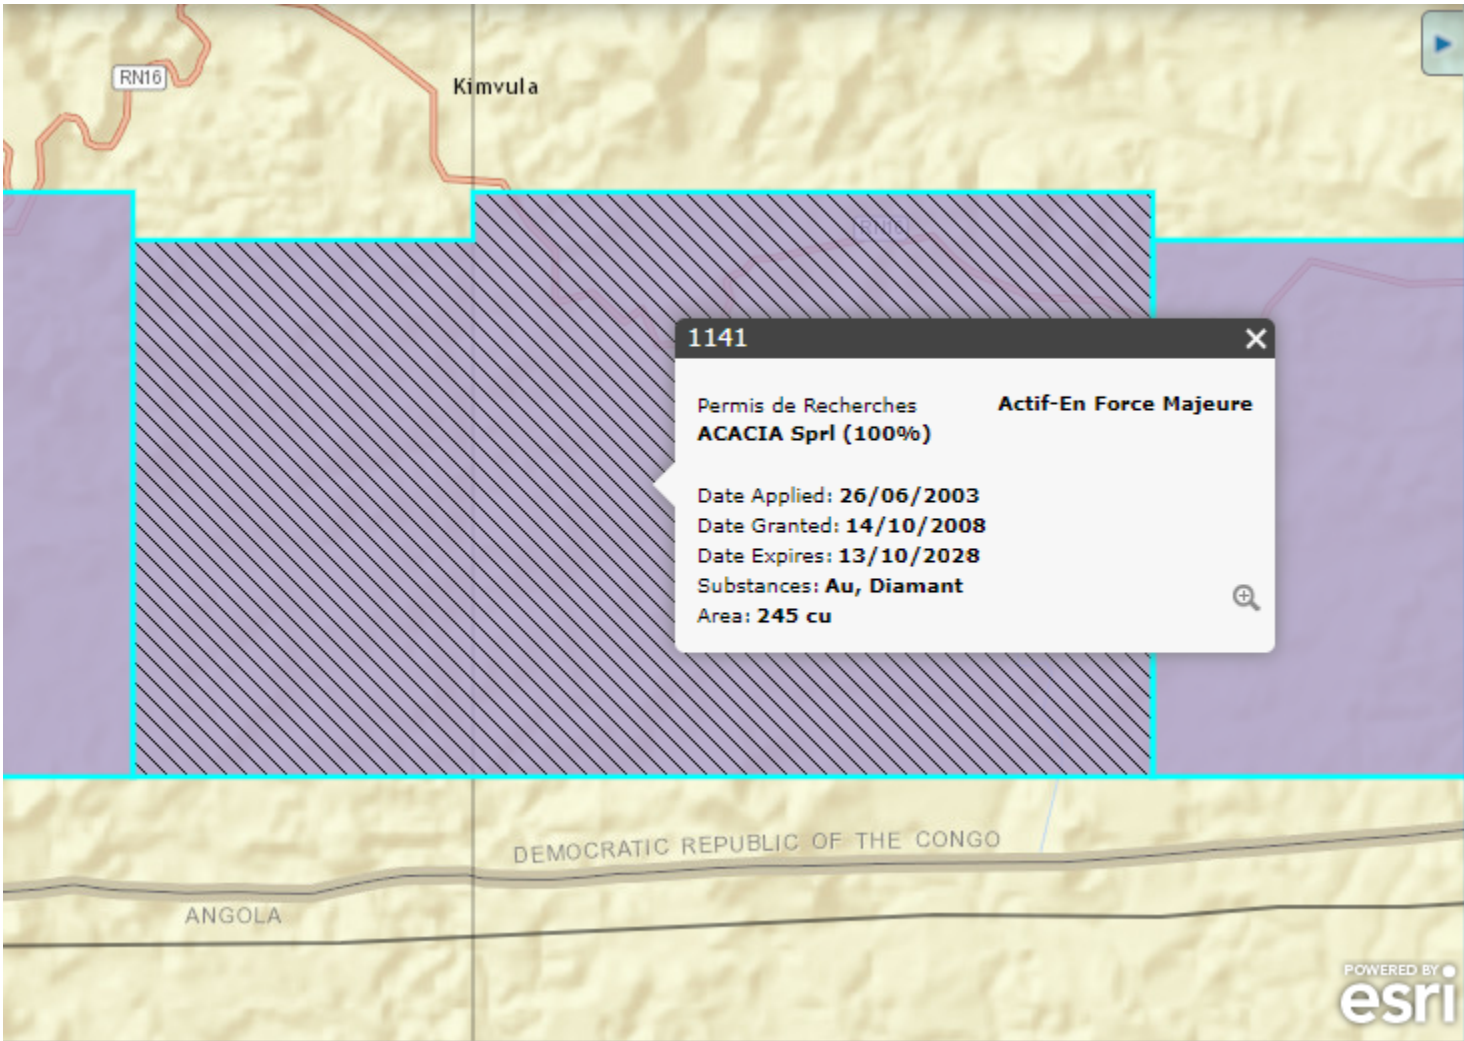 RN16
Kimvula
RN16
1141
Permis de Recherches
Actif-En Force Majeure
ACACIA Sprl (100%)
Date Applied: 26/06/2003
Date Granted: 14/10/2008
Date Expires: 13/10/2028
Substances: Au, Diamant
Area: 245 cu
DEMOCRATIC REPUBLIC OF THE CONGO
ANGOLA
POWERED BY
esri